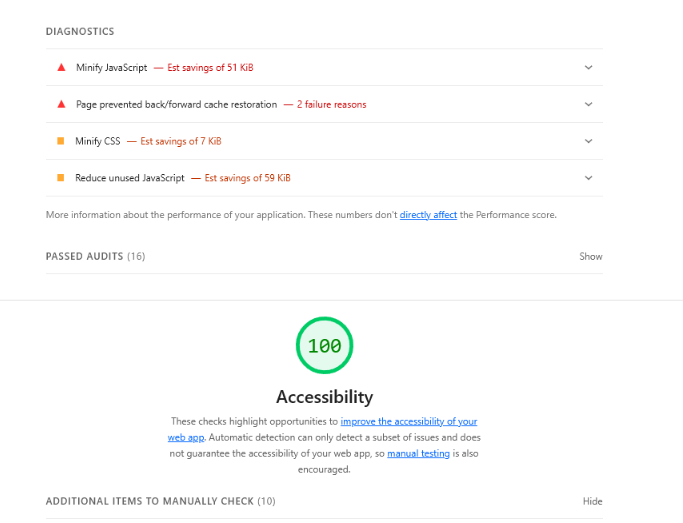 DIAGNOSTICS
Minify JavaScript — Est savings of 51 KiB
Page prevented back/forward cache restoration — 2 failure reasons
Minify CSS — Est savings of 7 KiB
Reduce unused JavaScript — Est savings of 59 KiB
More information about the performance of your application. These numbers don't directly affect the Performance score.
PASSED AUDITS (16) Show
100
Accessibility
These checks highlight opportunities to improve the accessibility of your
web app. Automatic detection can only detect a subset of issues and does
not guarantee the accessibility of your web app, so manual testing is also
encouraged.
ADDITIONAL ITEMS TO MANUALLY CHECK (10) Hide